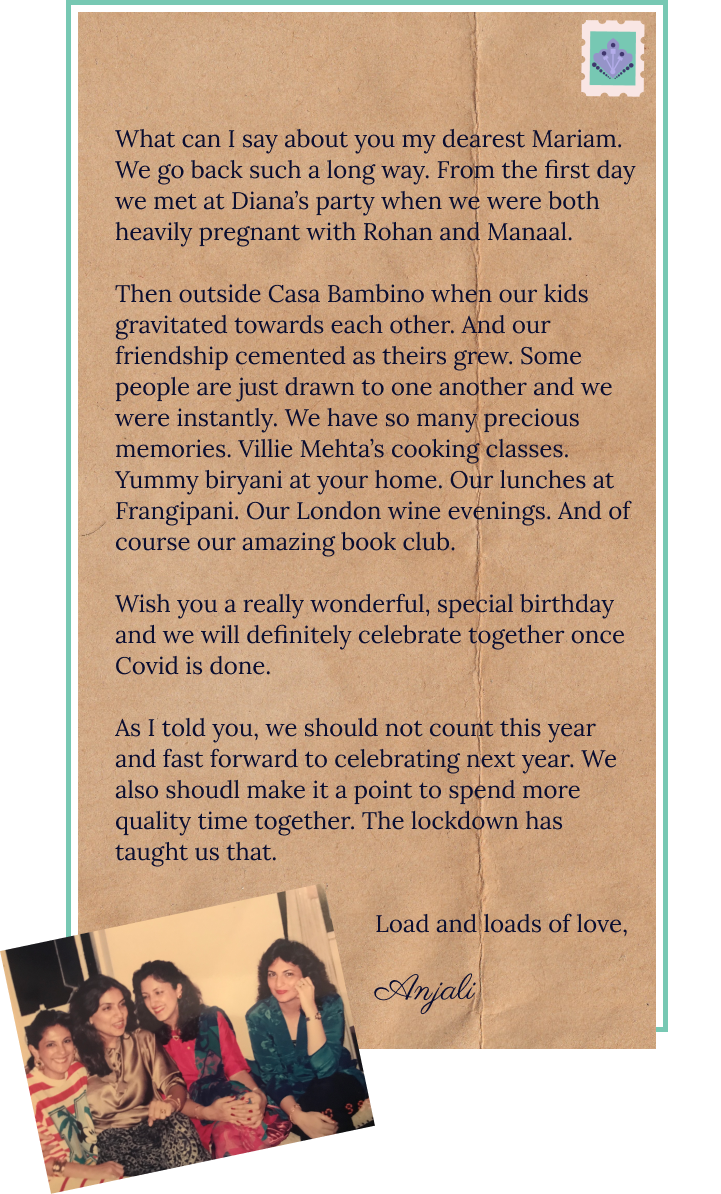 What can I say about you my dearest Mariam.
We go back such a long way. From the first day
we met at Diana’s party when we were both
heavily pregnant with Rohan and Manaal.
Then outside Casa Bambino when our kids
gravitated towards each other. And our
friendship cemented as theirs grew. Some
people are just drawn to one another and we
were instantly. We have so many precious
memories. Villie Mehta’s cooking classes.
Yummy biryani at your home. Our lunches at
Frangipani. Our London wine evenings. And of
course our amazing book club.
Wish you a really wonderful, special birthday
and we will definitely celebrate together once
Covid is done.
As I told you, we should not count this year
and fast forward to celebrating next year. We
also shoudl make it a point to spend more
quality time together. The lockdown has
taught us that.
Load and loads of love,
Anjali